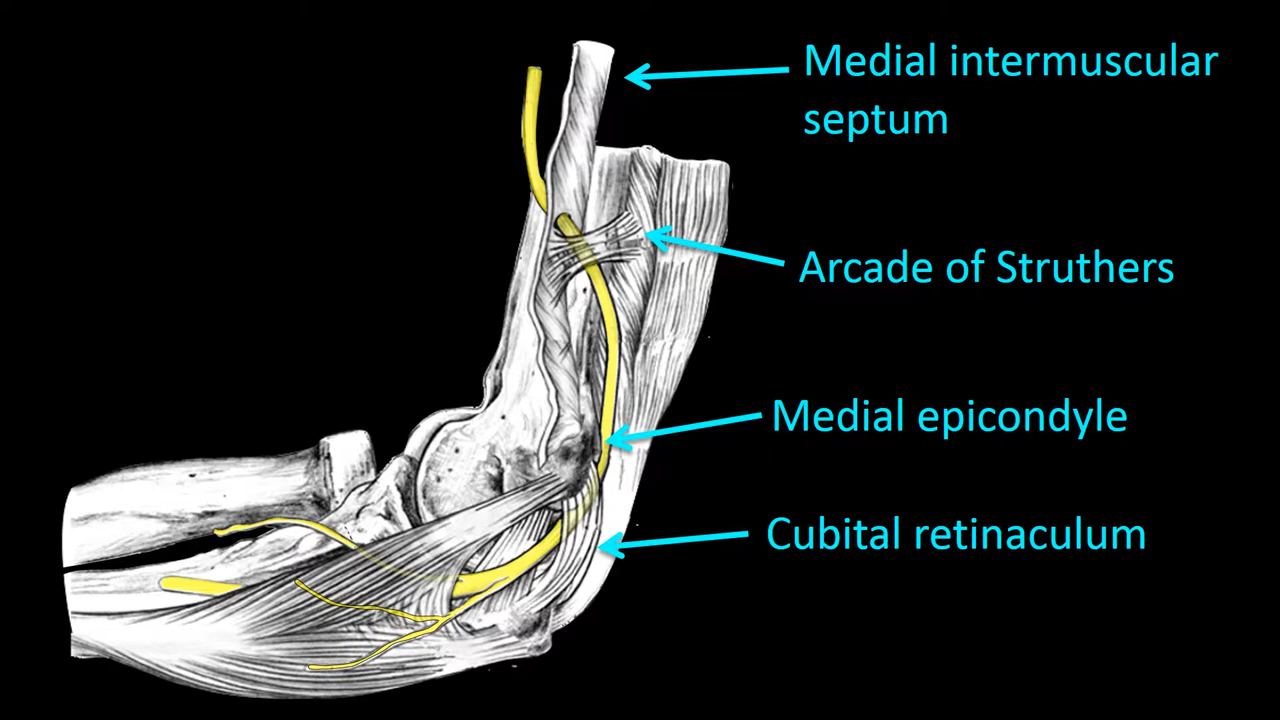 Medial intermuscular
septum
Arcade of Struthers
Medial epicondyle
Cubital retinaculum